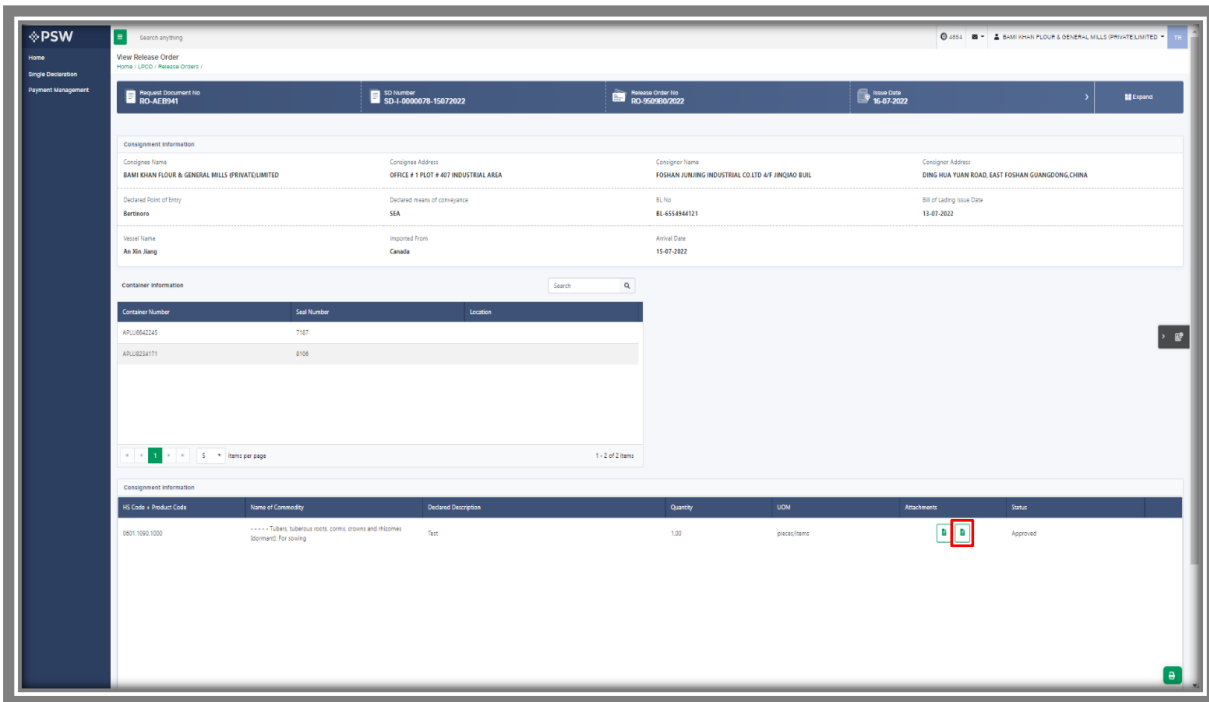 PSW
Search anything
4894
BAMI KHAN FLOUR & GENERAL MILLS (PRIVATE)LIMITED
TN
Home
Single Declaration
Payment Management
View Release Order
Home / LPCO / Release Orders /
Request Document No
RO-AEB941
SD Number
SD-I-0000078-15072022
Release Order No
Issue Date
16-07-2022
Expand
Consignment Information
Consignee Name
Consignee Address
Consignor Name
Consignor Address
BAMI KHAN FLOUR & GENERAL MILLS (PRIVATE)LIMITED
OFFICE # 1 PLOT # 407 INDUSTRIAL AREA
FOSHAN JUNJING INDUSTRIAL CO.LTD 4/F JINQIAO BUIL
DING HUA YUAN ROAD, EAST FOSHAN GUANGDONG,CHINA
Declared Point of Entry
Declared means of conveyance
BL No
Bill of Lading Issue Date
Bertinoro
SEA
BL-6554944121
13-07-2022
Vessel Name
Imported From
Arrival Date
An Xin Jiang
Canada
15-07-2022
Container Information
Search
Container Number
Seal Number
Location
APLU6642245
7187
APLU8234171
8108
1
5
items per page
1 - 2 of 2 items
Consignment Information
HS Code + Product Code
Name of Commodity
Declared Description
Quantity
UOM
Attachments
Status
0601.1090.1000
- - - - - Tubers, tuberous roots, corms, crowns and rhizomes
(dormant): For sowing
Test
1.00
pieces/items
Approved